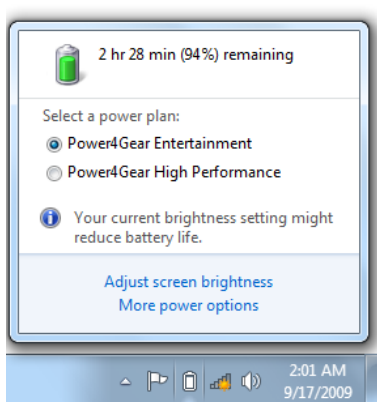 2 hr 28 min (94%) remaining
Select a power plan:
Power4Gear Entertainment
Power4Gear High Performance
Your current brightness setting might
reduce battery life.
Adjust screen brightness
More power options
2:01 AM
9/17/2009